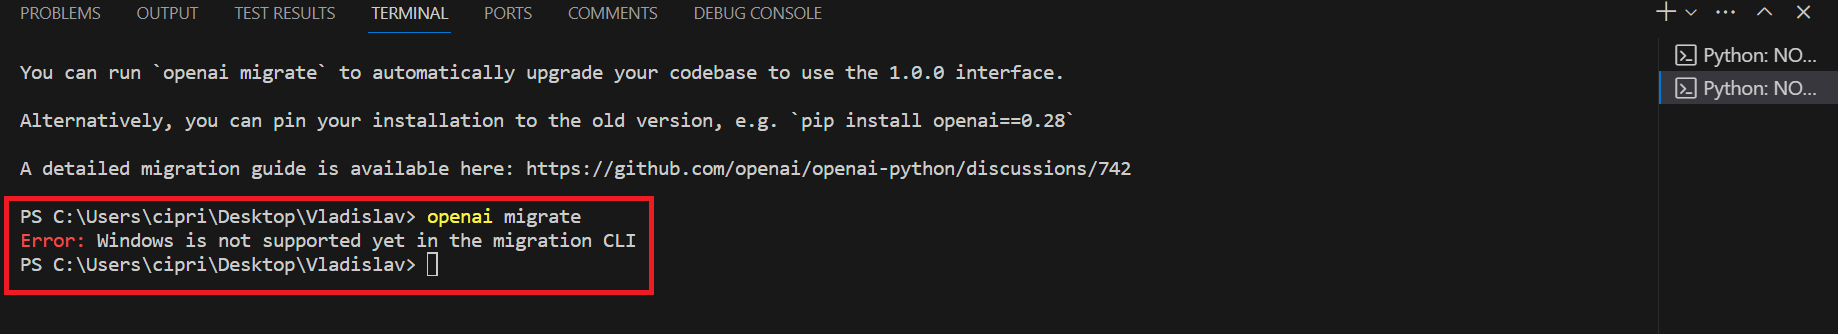 PROBLEMS OUTPUT TEST RESULTS TERMINAL PORTS COMMENTS DEBUG CONSOLE
You can run `openai migrate` to automatically upgrade your codebase to use the 1.0.0 interface.
Alternatively, you can pin your installation to the old version, e.g. `pip install openai==0.28`
A detailed migration guide is available here: https://github.com/openai/openai-python/discussions/742
PS C:\Users\cipri\Desktop\Vladislav> openai migrate
Error: Windows is not supported yet in the migration CLI
PS C:\Users\cipri\Desktop\Vladislav>
Python: NO...
Python: NO...